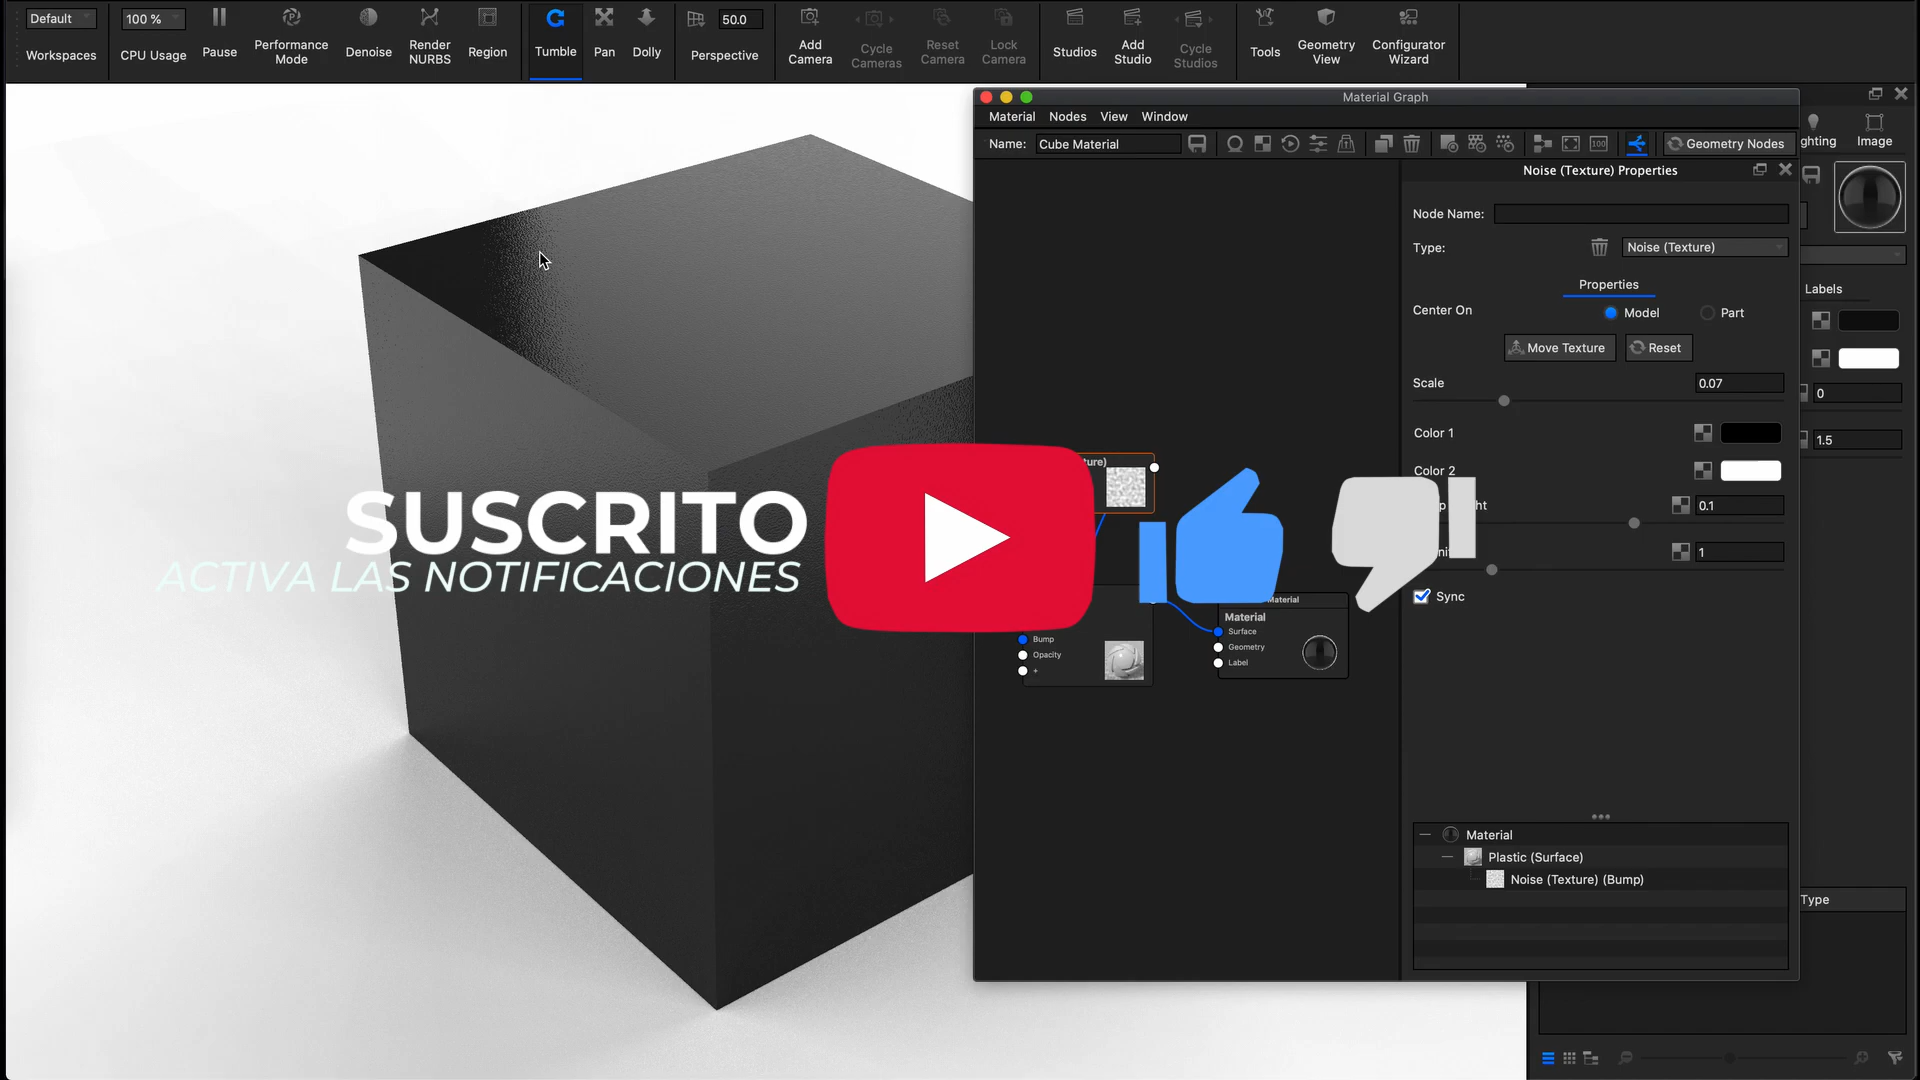 Default
Workspaces
100 %
CPU Usage
Pause
Performance
Mode
Denoise
Render
NURBS
Region
Tumble
Pan
Dolly
50.0
Perspective
Add
Camera
Cycle
Cameras
Reset
Camera
Lock
Camera
Studios
Add
Studio
Cycle
Studios
Tools
Geometry
View
Configurator
Wizard
Material Graph
Material Nodes View Window
Name: Cube Material
100
Geometry Nodes
ghting
Image
Noise (Texture) Properties
Node Name:
Type: Noise (Texture)
Properties
Center On
Model
Part
Move Texture
Reset
Scale
0.07
Color 1
Color 2
ht
0.1
1
Sync
Labels
0
1.5
ture)
SUSCRITO
ACTIVA LAS NOTIFICACIONES
Bump
Opacity
+
Material
Material
Surface
Geometry
Label
Material
Plastic (Surface)
Noise (Texture) (Bump)
Type